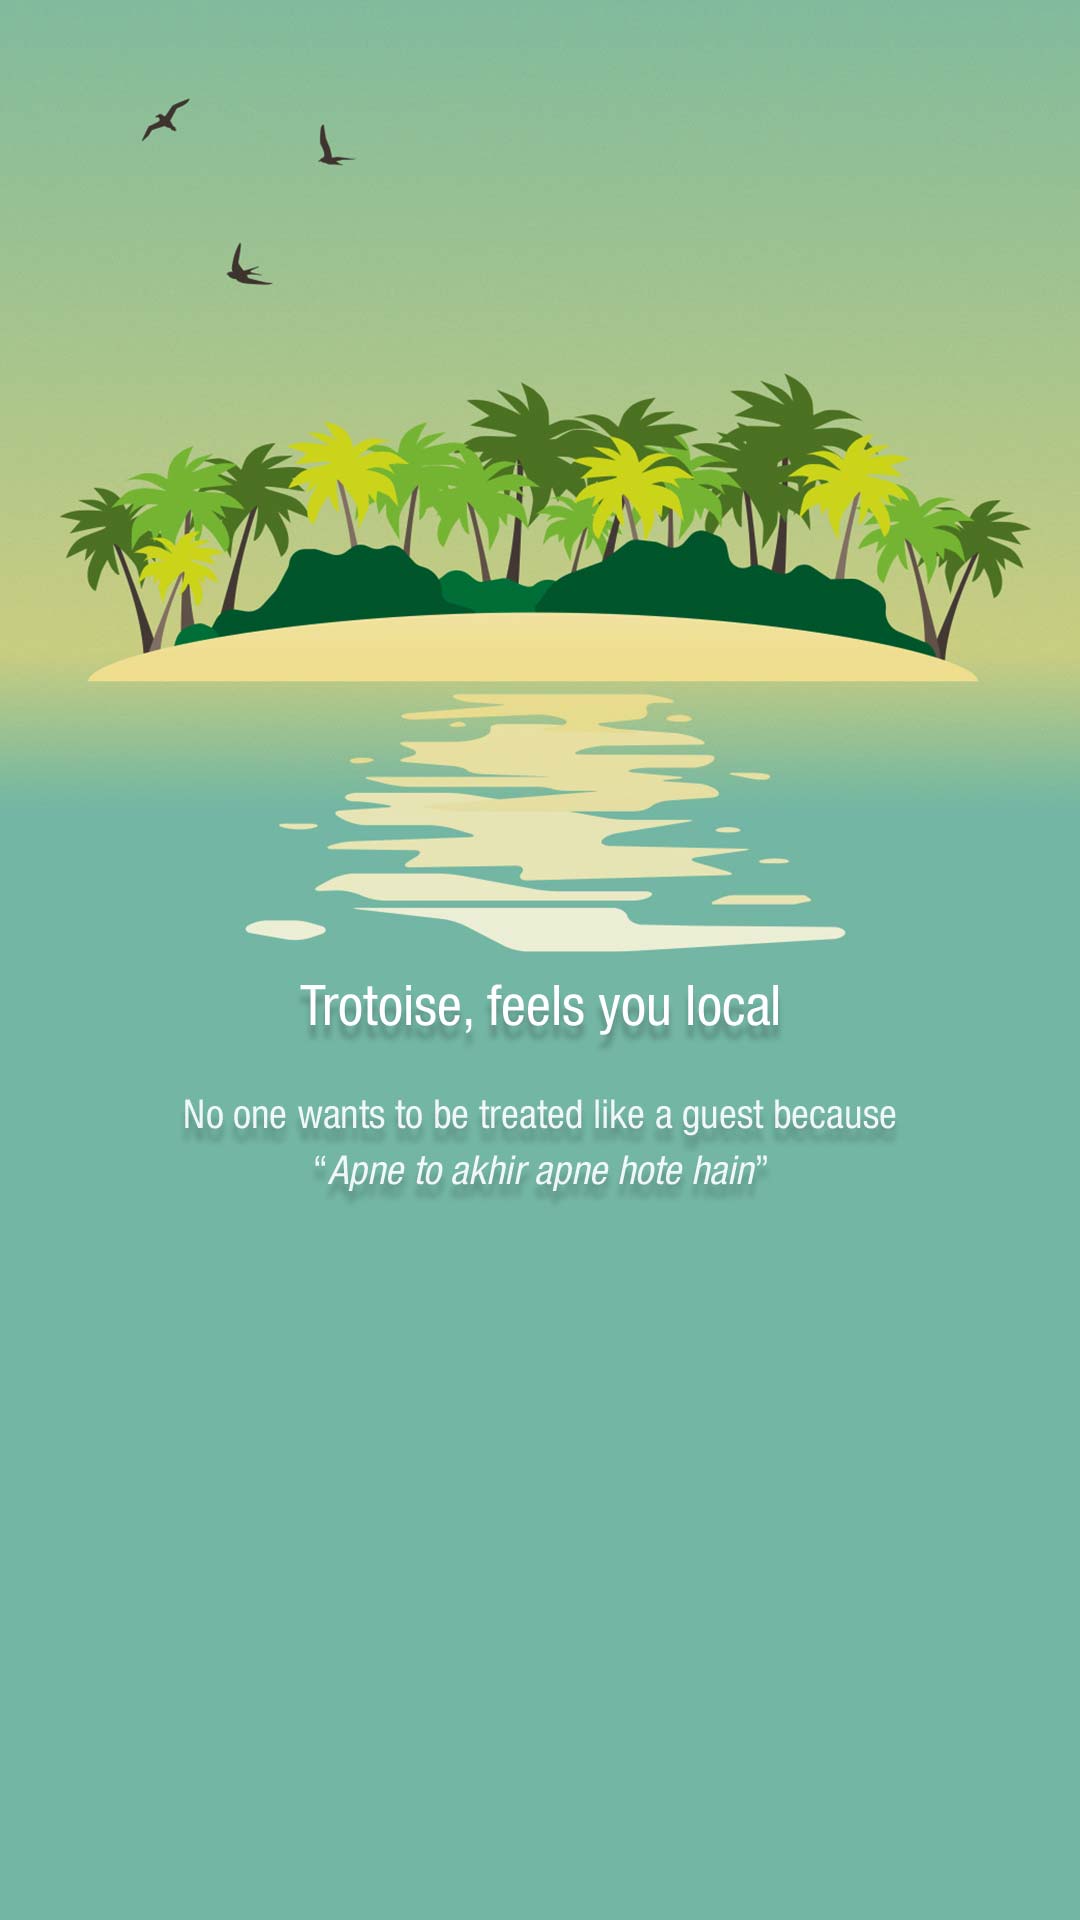 Trotoise, feels you local
No one wants to be treated like a guest because
“Apne to akhir apne hote hain”